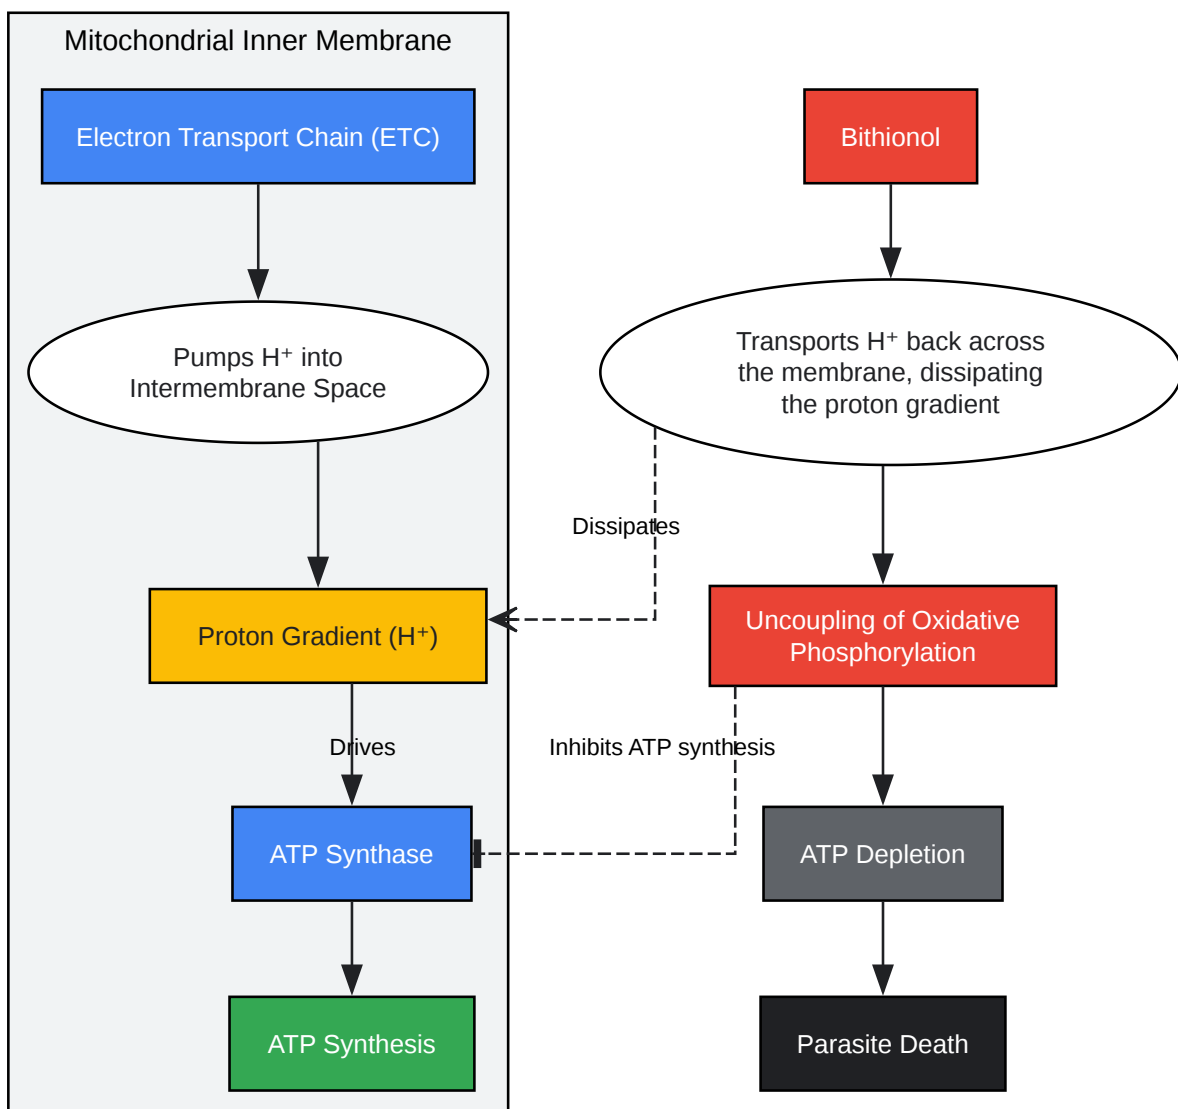 Mitochondrial Inner Membrane
Electron Transport Chain (ETC)
Bithionol
Pumps H⁺ into
Intermembrane Space
Transports H⁺ back across
the membrane, dissipating
the proton gradient
Dissipates
Proton Gradient (H⁺)
Uncoupling of Oxidative
Phosphorylation
Drives
Inhibits ATP synthesis
ATP Synthase
ATP Depletion
ATP Synthesis
Parasite Death